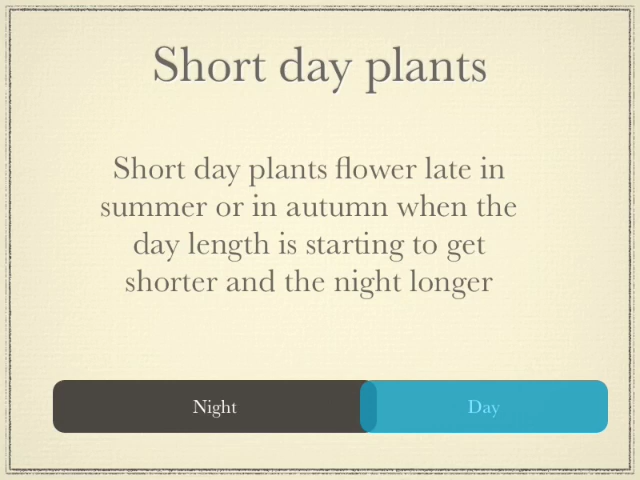 Short day plants
Short day plants flower late in
summer or in autumn when the
day length is starting to get
shorter and the night longer
Night
Day